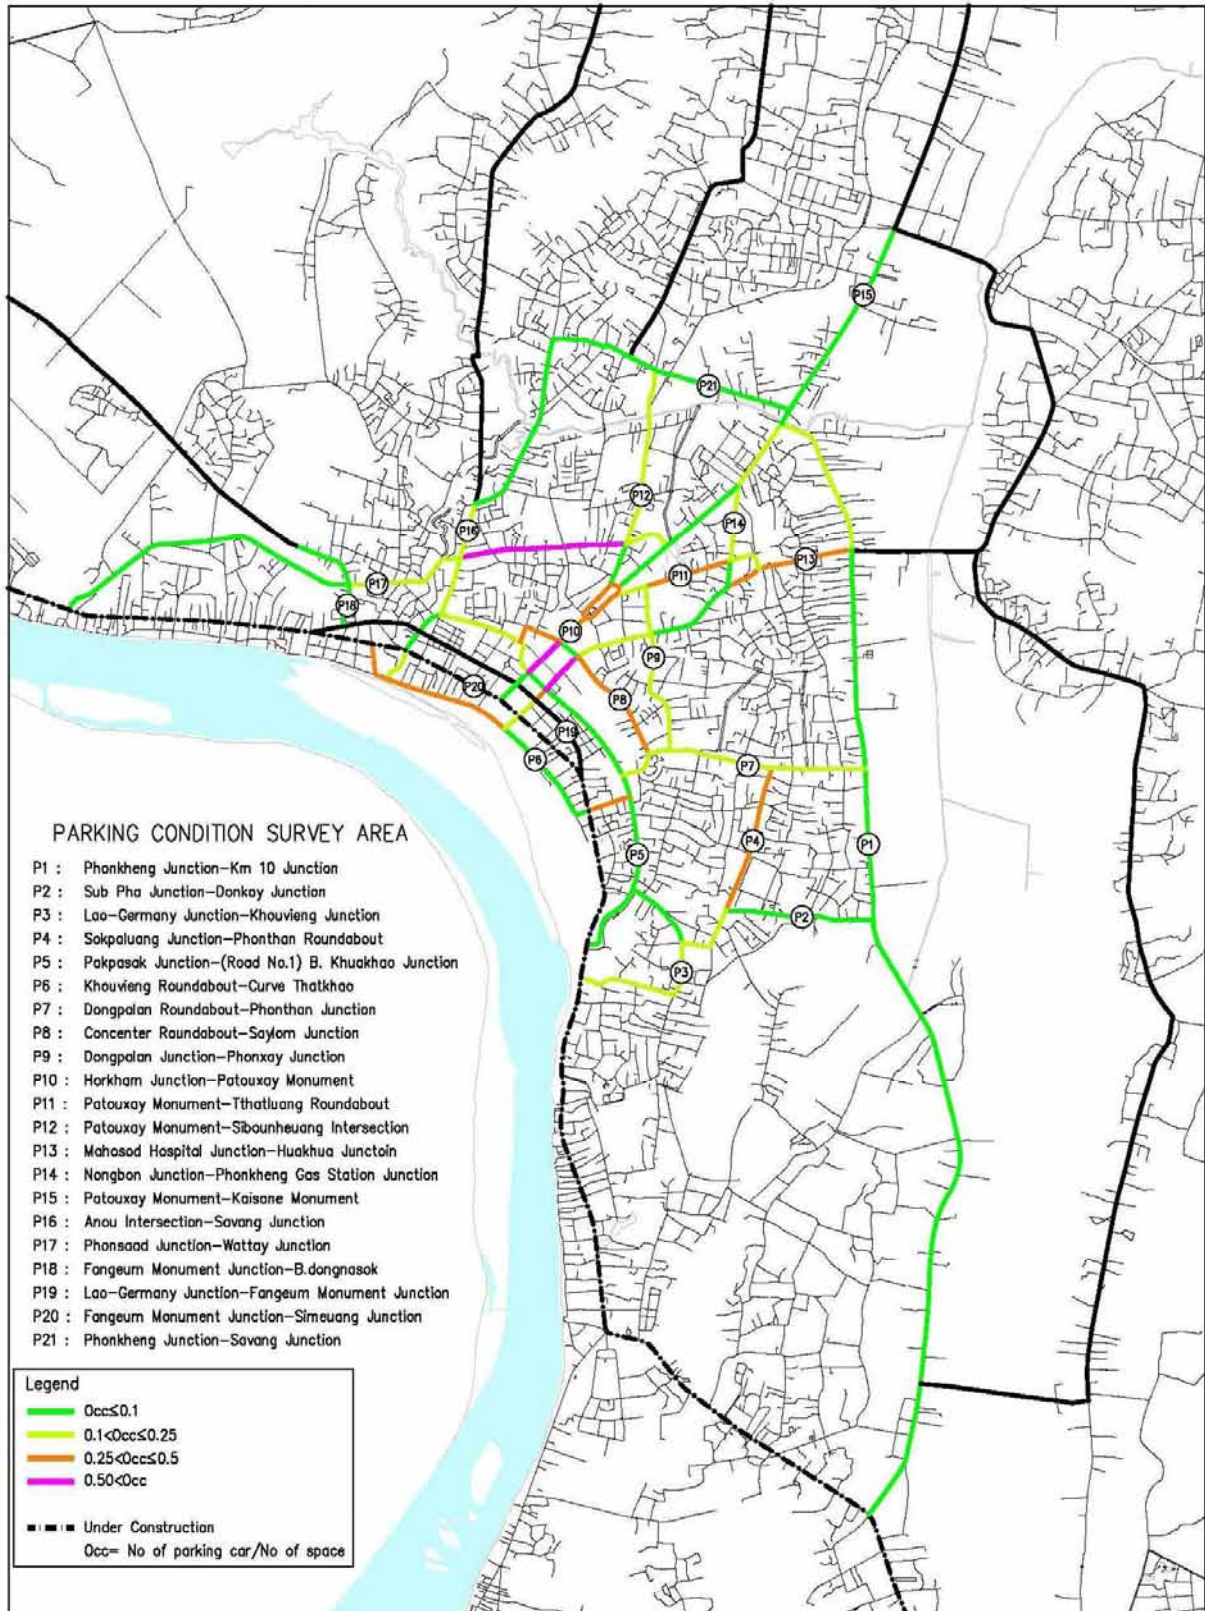 P15
P21
P12
P16
P14
P13
P11
P17
P18
P10
P9
P20
P8
P19
P6
P7
P4
P5
P1
P2
P3
PARKING CONDITION SURVEY AREA
P1 : Phonkheng Junction-Km 10 Junction
P2 : Sub Pha Junction-Donkoy Junction
P3 : Lao-Germany Junction-Khouvieng Junction
P4 : Sokpaluang Junction-Phonthan Roundabout
P5 : Pakpasak Junction-(Road No.1) B. Khuakhao Junction
P6 : Khouvieng Roundabout-Curve Thatkhao
P7 : Dongpalan Roundabout-Phonthan Junction
P8 : Concenter Raundabout-Saylom Junction
P9 : Dongpalan Junction-Phonxay Junction
P10 : Horkham Junction-Patouxay Monument
P11 : Patouxay Monument-Tthatluang Roundabout
P12 : Patouxay Monument-Sibounheuang Intersection
P13 : Mahosod Hospital Junction-Huakhua Junctoin
P14 : Nongbon Junction-Phonkheng Gas Station Junction
P15 : Patouxay Monument-Kaisone Monument
P16 : Anou Intersection-Savang Junction
P17 : Phonsaad Junction-Wattay Junction
P18 : Fangeum Monument Junction-B.dongnasok
P19 : Lao-Germany Junction-Fangeum Monument Junction
P20 : Fangeum Monument Junction-Simeuang Junction
P21 : Phonkheng Junction-Savang Junction
Legend
Occ≤0.1
0.1<Occ≤0.25
0.25<Occ≤0.5
0.50<Occ
Under Construction
Occ= No of parking car/No of space